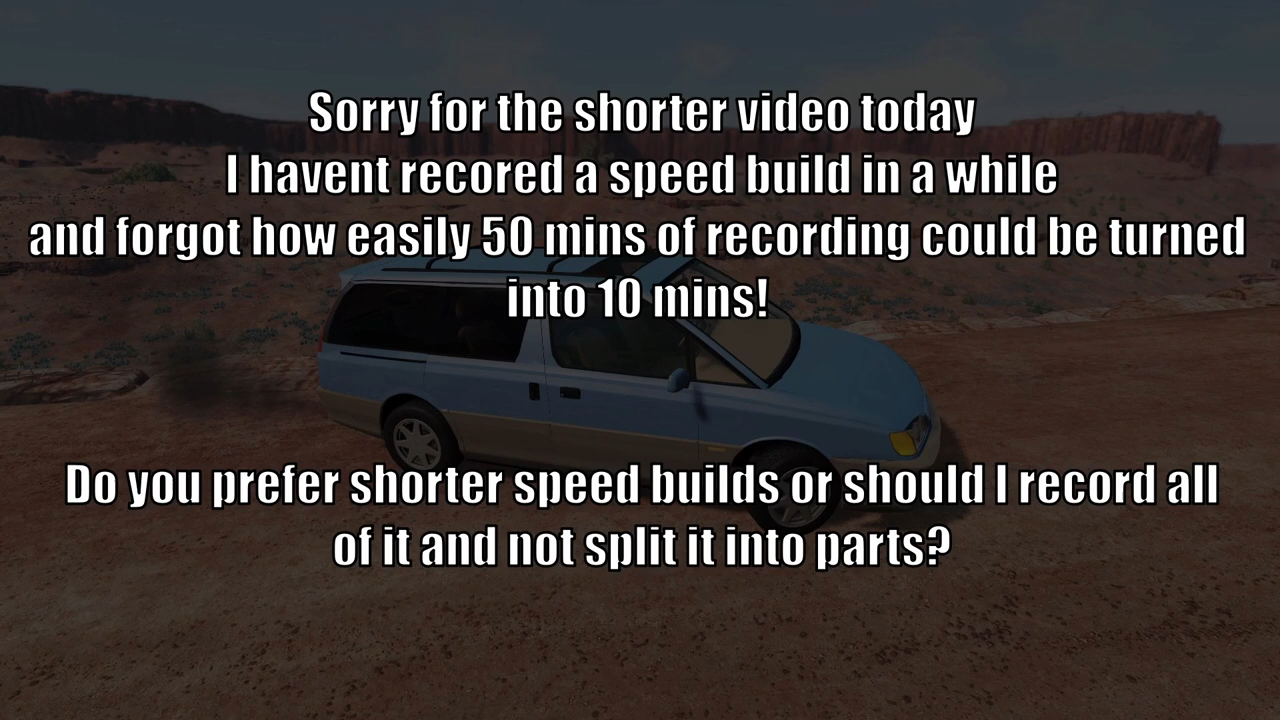 Sorry for the shorter video today
I havent recored a speed build in a while
and forgot how easily 50 mins of recording could be turned
into 10 mins!
Do you prefer shorter speed builds or should I record all
of it and not split it into parts?